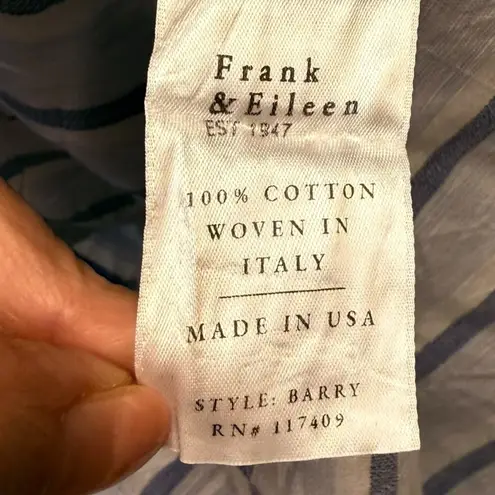 Frank
& Eileen
EST 1947
100% COTTON
WOVEN IN
ITALY
MADE IN USA
STYLE: BARRY
RN# 117409